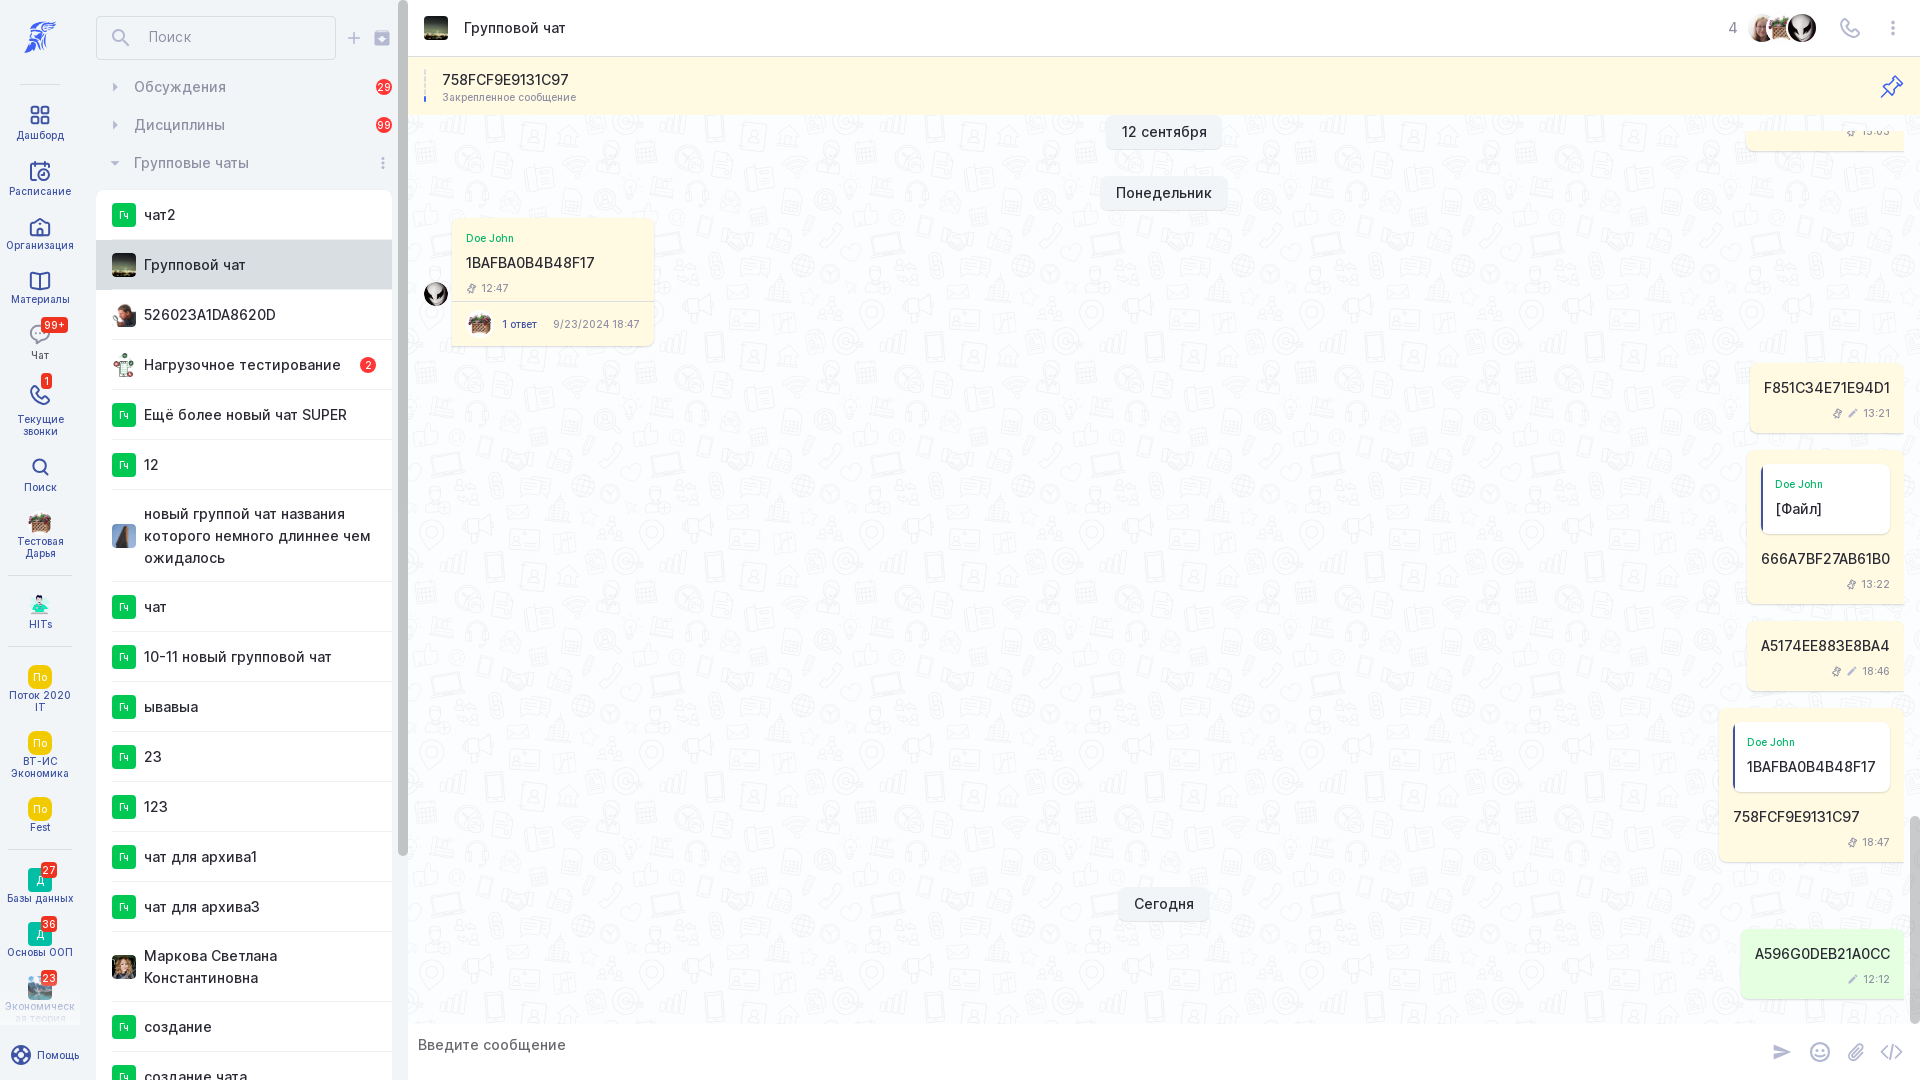 Дашборд
Расписание
Организация
Материалы
99+
Чат
1
Текущие
звонки
Поиск
Тестовая
Дарья
HITs
По
Поток 2020
IT
По
ВТ-ИС
Экономика
По
Fest
27
Д
Базы данных
36
Д
Основы ООП
23
Экономическ
ая теория
Помощь
Поиск
Обсуждения
29
Дисциплины
99
Групповые чаты
Гч
чат2
Групповой чат
526023A1DA8620D
Нагрузочное тестирование
2
Гч
Ещё более новый чат SUPER
Гч
12
новый группой чат названия
которого немного длиннее чем
ожидалось
Гч
чат
Гч
10-11 новый групповой чат
Гч
ывавыа
Гч
23
Гч
123
Гч
чат для архива1
Гч
чат для архива3
Маркова Светлана
Константиновна
Гч
создание
Гч
создание чата
Групповой чат
4
758FCF9E9131C97
Закрепленное сообщение
15:03
12 сентября
Понедельник
Doe John
1BAFBA0B4B48F17
12:47
1 ответ
9/23/2024 18:47
F851C34E71E94D1
13:21
Doe John
[Файл]
666A7BF27AB61B0
13:22
A5174EE883E8BA4
18:46
Doe John
1BAFBA0B4B48F17
758FCF9E9131C97
18:47
Сегодня
A596G0DEB21A0CC
12:12
Введите сообщение